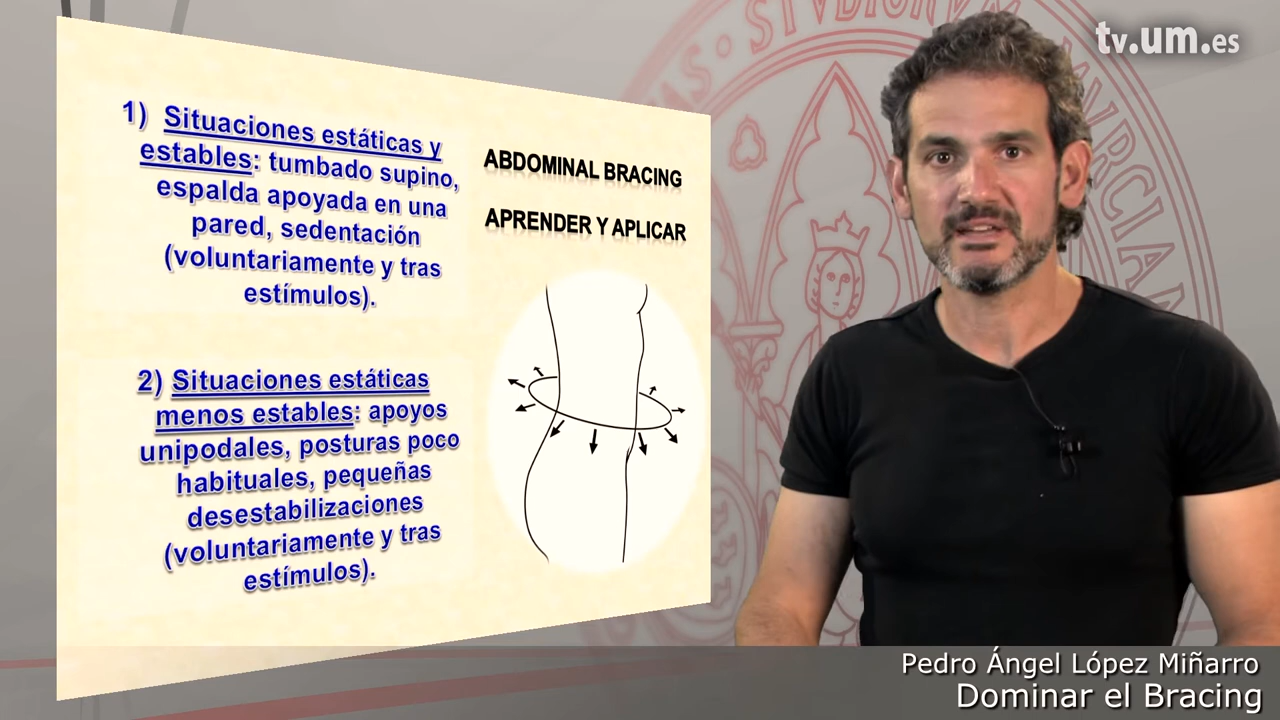 tv.um.es
STVDIORVM
1) Situaciones estáticas y
estables: tumbado supino,
espalda apoyada en una
pared, sedentación
(voluntariamente y tras
estímulos).
2) Situaciones estáticas
menos estables: apoyos
unipodales, posturas poco
habituales, pequeñas
desestabilizaciones
(voluntariamente y tras
estímulos).
ABDOMINAL BRACING
APRENDER Y APLICAR
Pedro Ángel López Miñarro
Dominar el Bracing